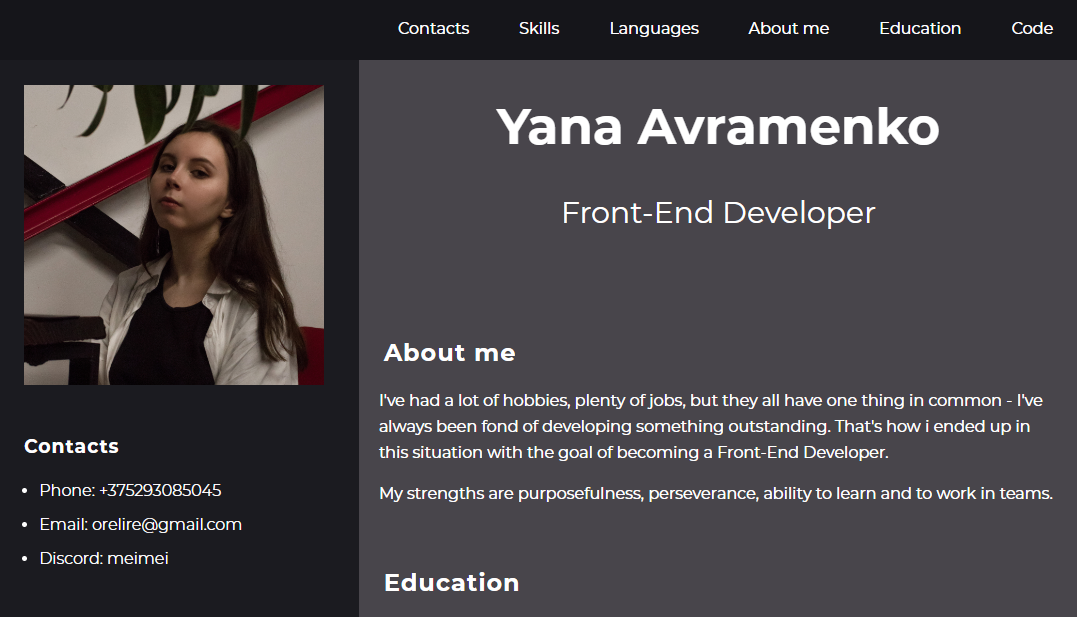 Contacts Skills Languages About me Education Code
Yana Avramenko
Front-End Developer
About me
I've had a lot of hobbies, plenty of jobs, but they all have one thing in common - I've
always been fond of developing something outstanding. That's how i ended up in
this situation with the goal of becoming a Front-End Developer.
My strengths are purposefulness, perseverance, ability to learn and to work in teams.
Education
Contacts
Phone: +375293085045
Email: orelire@gmail.com
Discord: meimei